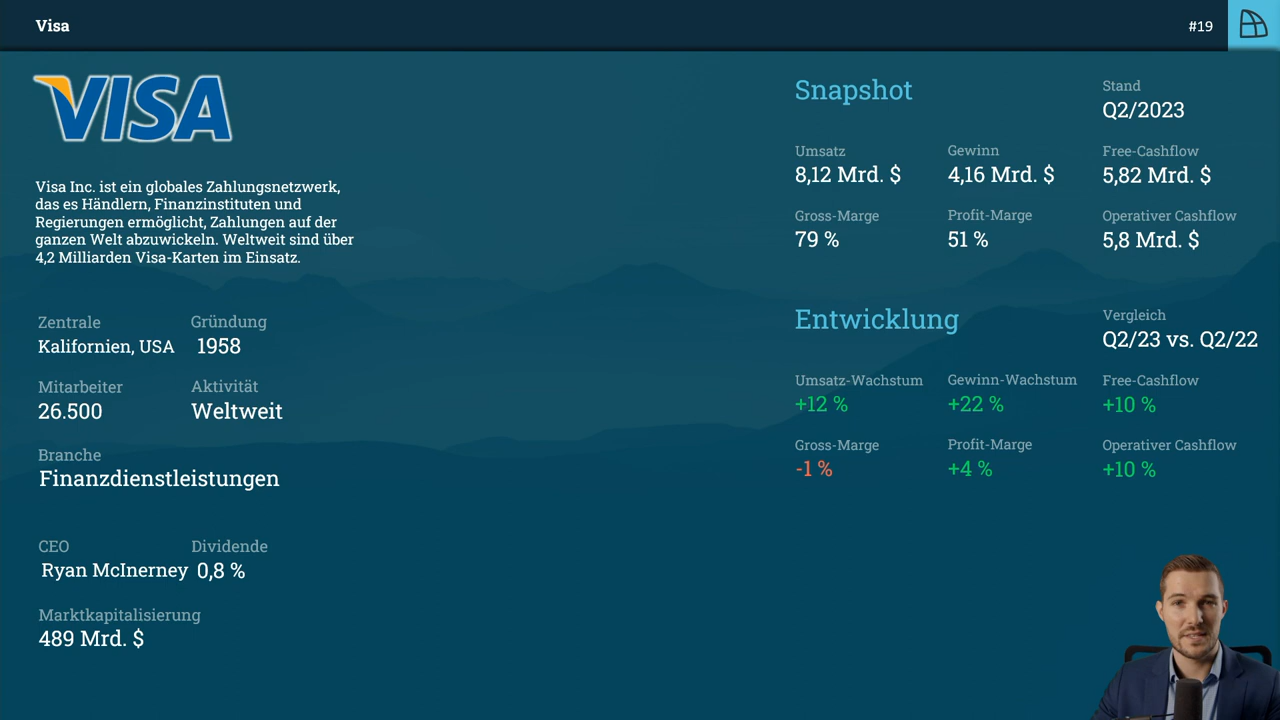 Visa
#19
VISA
Visa Inc. ist ein globales Zahlungsnetzwerk,
das es Händlern, Finanzinstituten und
Regierungen ermöglicht, Zahlungen auf der
ganzen Welt abzuwickeln. Weltweit sind über
4,2 Milliarden Visa-Karten im Einsatz.
Zentrale Gründung
Kalifornien, USA 1958
Mitarbeiter Aktivität
26.500 Weltweit
Branche
Finanzdienstleistungen
CEO Dividende
Ryan McInerney 0,8 %
Marktkapitalisierung
489 Mrd. $
Snapshot
Stand
Q2/2023
Umsatz Gewinn Free-Cashflow
8,12 Mrd. $ 4,16 Mrd. $ 5,82 Mrd. $
Gross-Marge Profit-Marge Operativer Cashflow
79 % 51 % 5,8 Mrd. $
Entwicklung
Vergleich
Q2/23 vs. Q2/22
Umsatz-Wachstum Gewinn-Wachstum Free-Cashflow
+12 % +22 % +10 %
Gross-Marge Profit-Marge Operativer Cashflow
-1 % +4 % +10 %